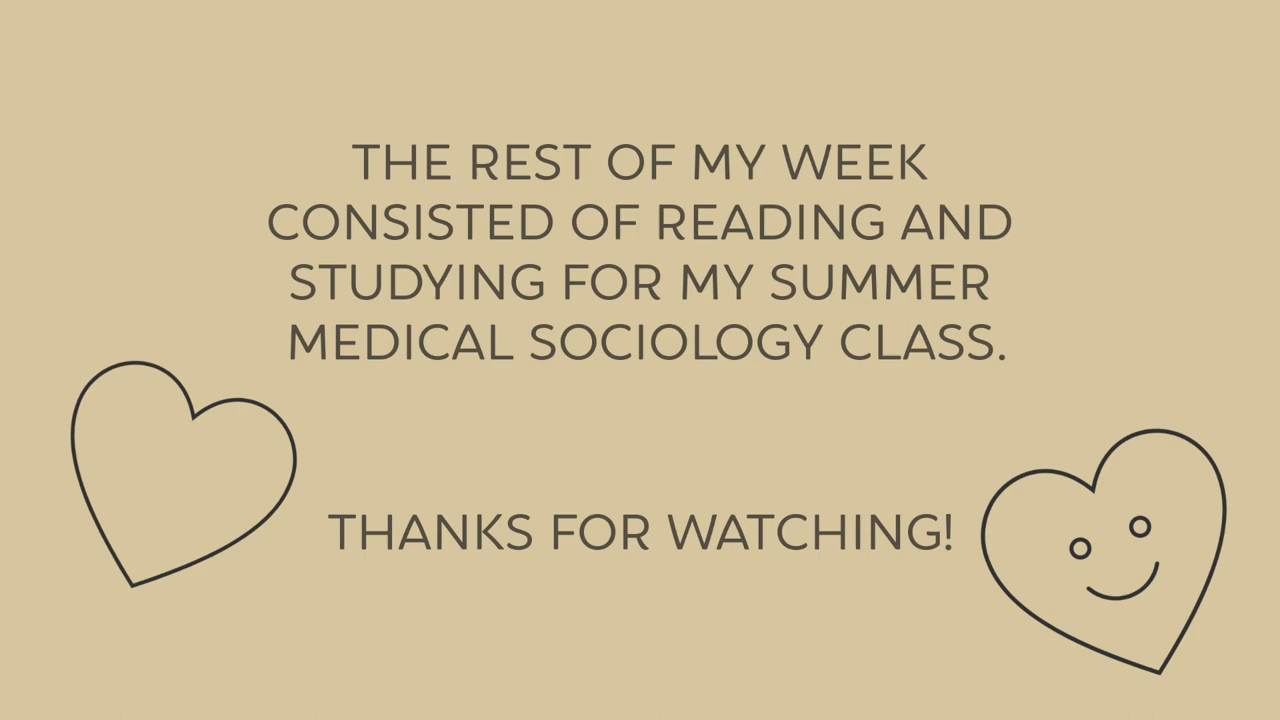 THE REST OF MY WEEK
CONSISTED OF READING AND
STUDYING FOR MY SUMMER
MEDICAL SOCIOLOGY CLASS.
THANKS FOR WATCHING!